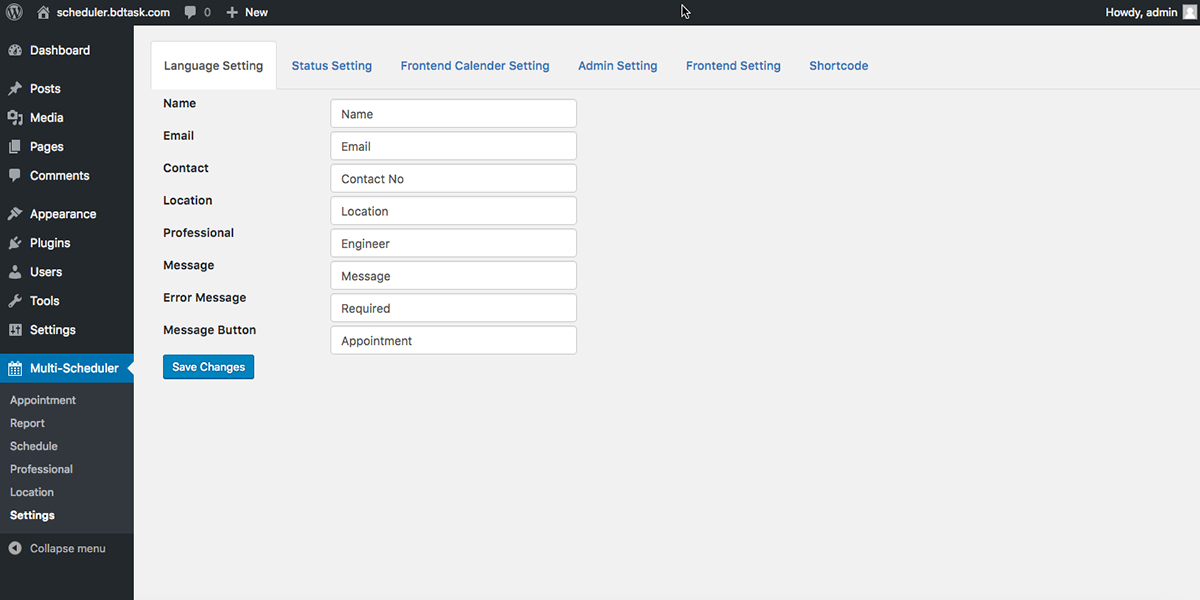 scheduler.bdtask.com 0 New Howdy, admin
Dashboard
Posts
Media
Pages
Comments
Appearance
Plugins
Users
Tools
Settings
Multi-Scheduler
Appointment
Report
Schedule
Professional
Location
Settings
Collapse menu
Language Setting Status Setting Frontend Calender Setting Admin Setting Frontend Setting Shortcode
Name Name
Email Email
Contact Contact No
Location Location
Professional Engineer
Message Message
Error Message Required
Message Button Appointment
Save Changes